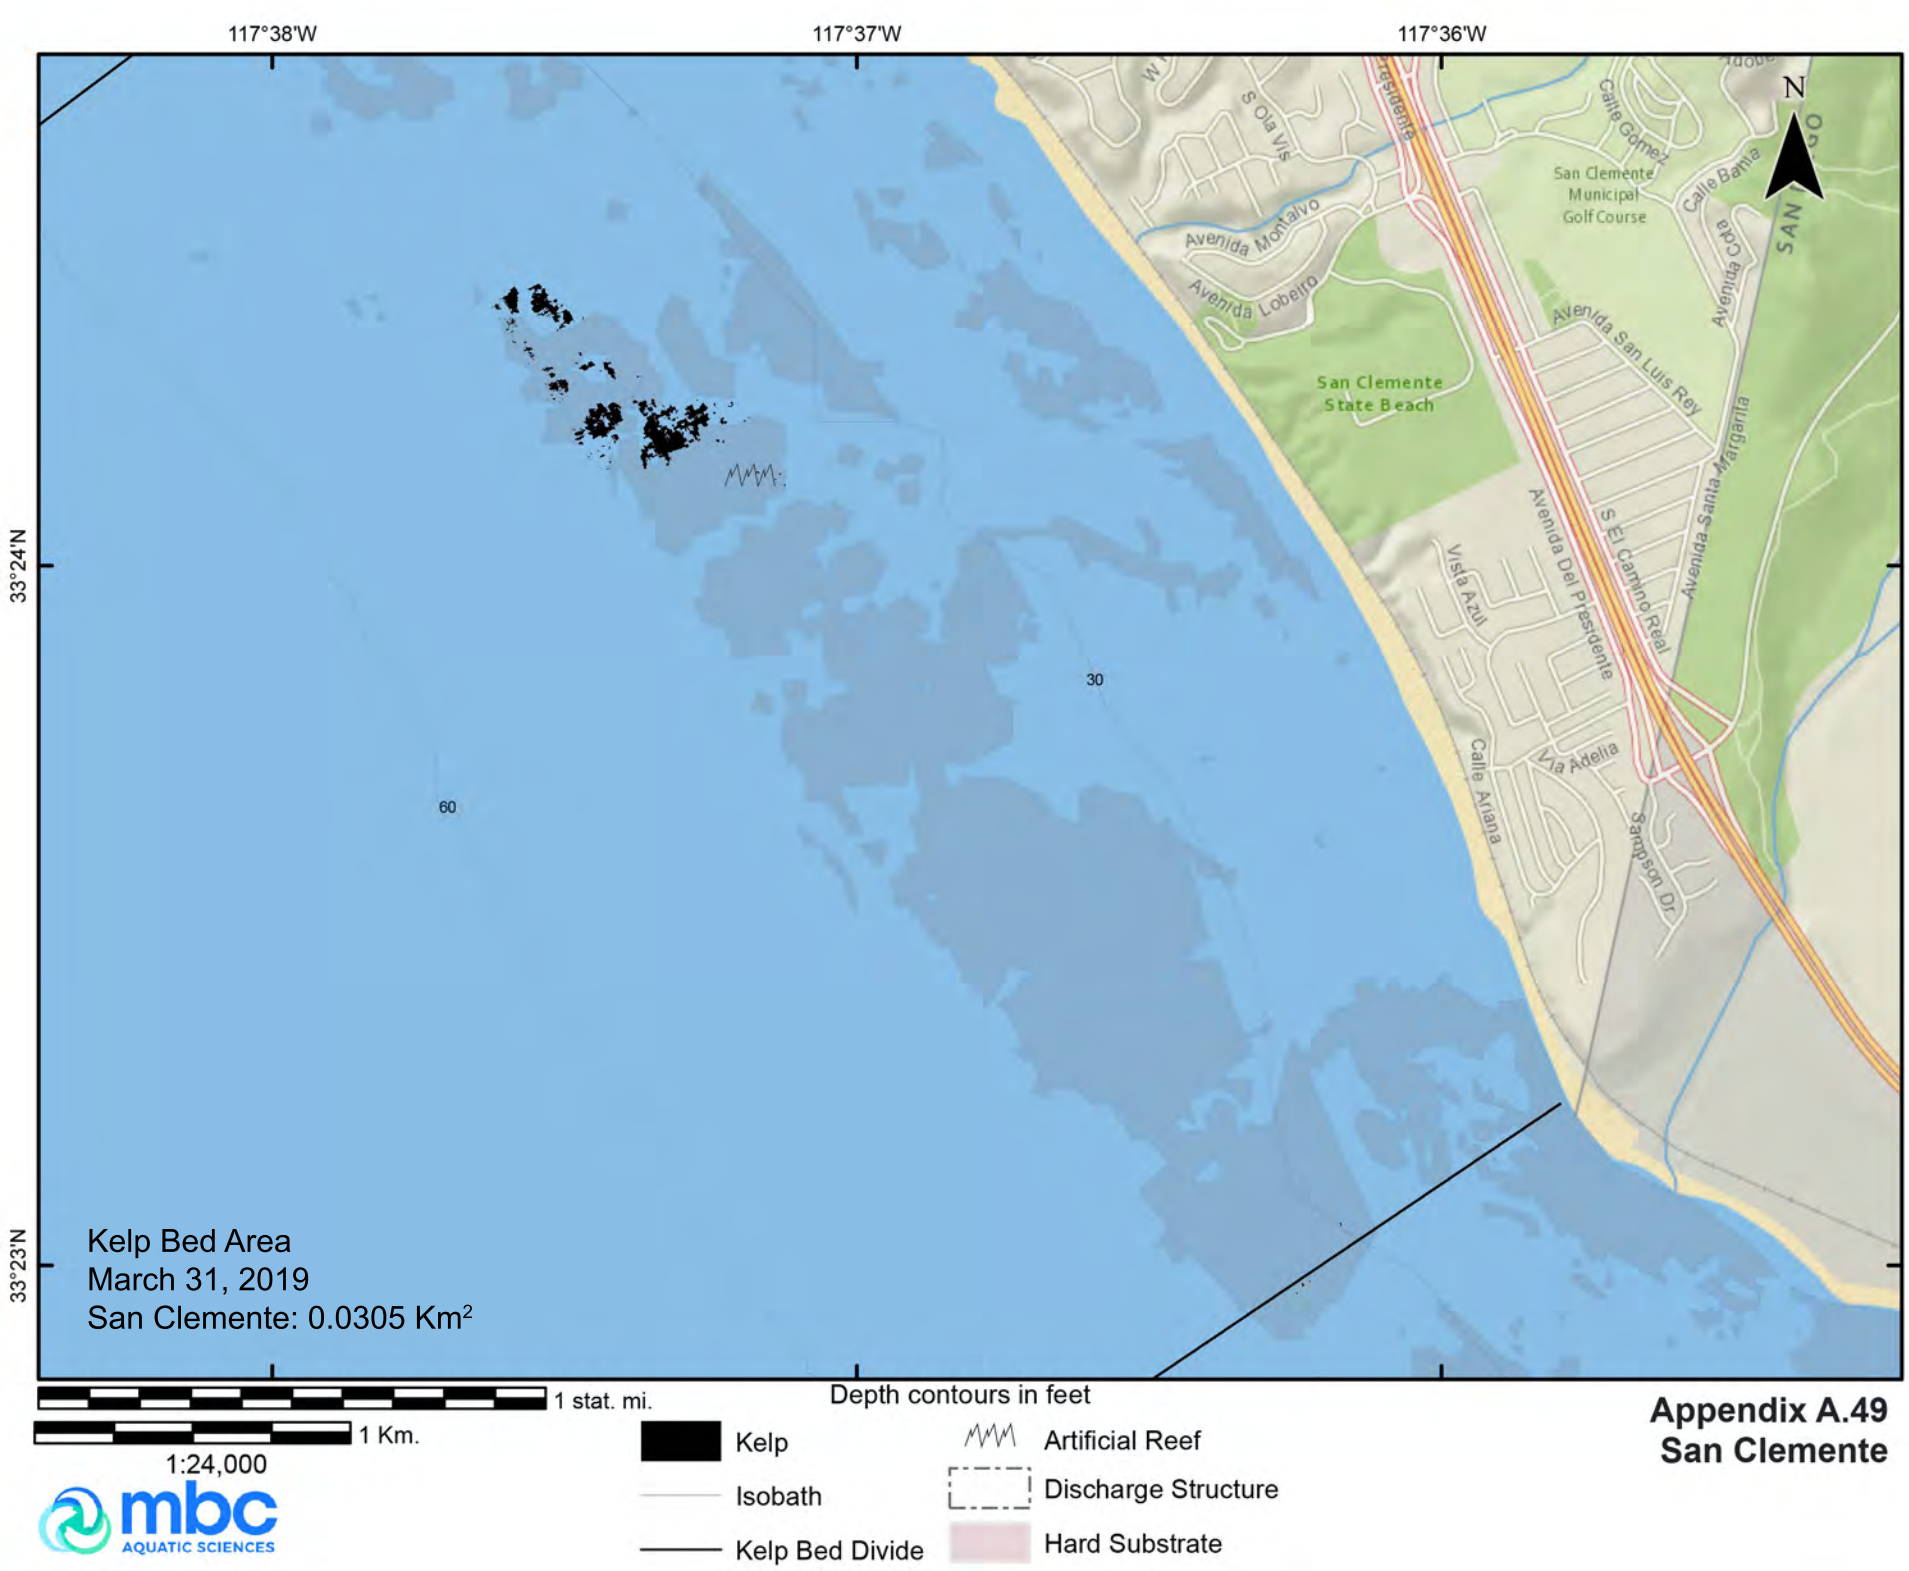 117°38'W
117°37'W
117°36'W
33°24'N
33°23'N
N
S Ola Vis
Calle Gomez
Calle Bahia
San Clemente
Municipal
Golf Course
Avenida Cota
Avenida Montalvo
Avenida Lobeiro
Avenida San Luis Rey
San Clemente
State Beach
Avenida Santa Margarita
Avenida Del Presidente
S El Camino Real
Vista Azul
Via Adelia
Calle Ariana
Sampson Dr
30
60
Kelp Bed Area
March 31, 2019
San Clemente: 0.0305 Km²
1 stat. mi.
1 Km.
1:24,000
mbc
AQUATIC SCIENCES
Depth contours in feet
Kelp
Isobath
Kelp Bed Divide
Artificial Reef
Discharge Structure
Hard Substrate
Appendix A.49
San Clemente